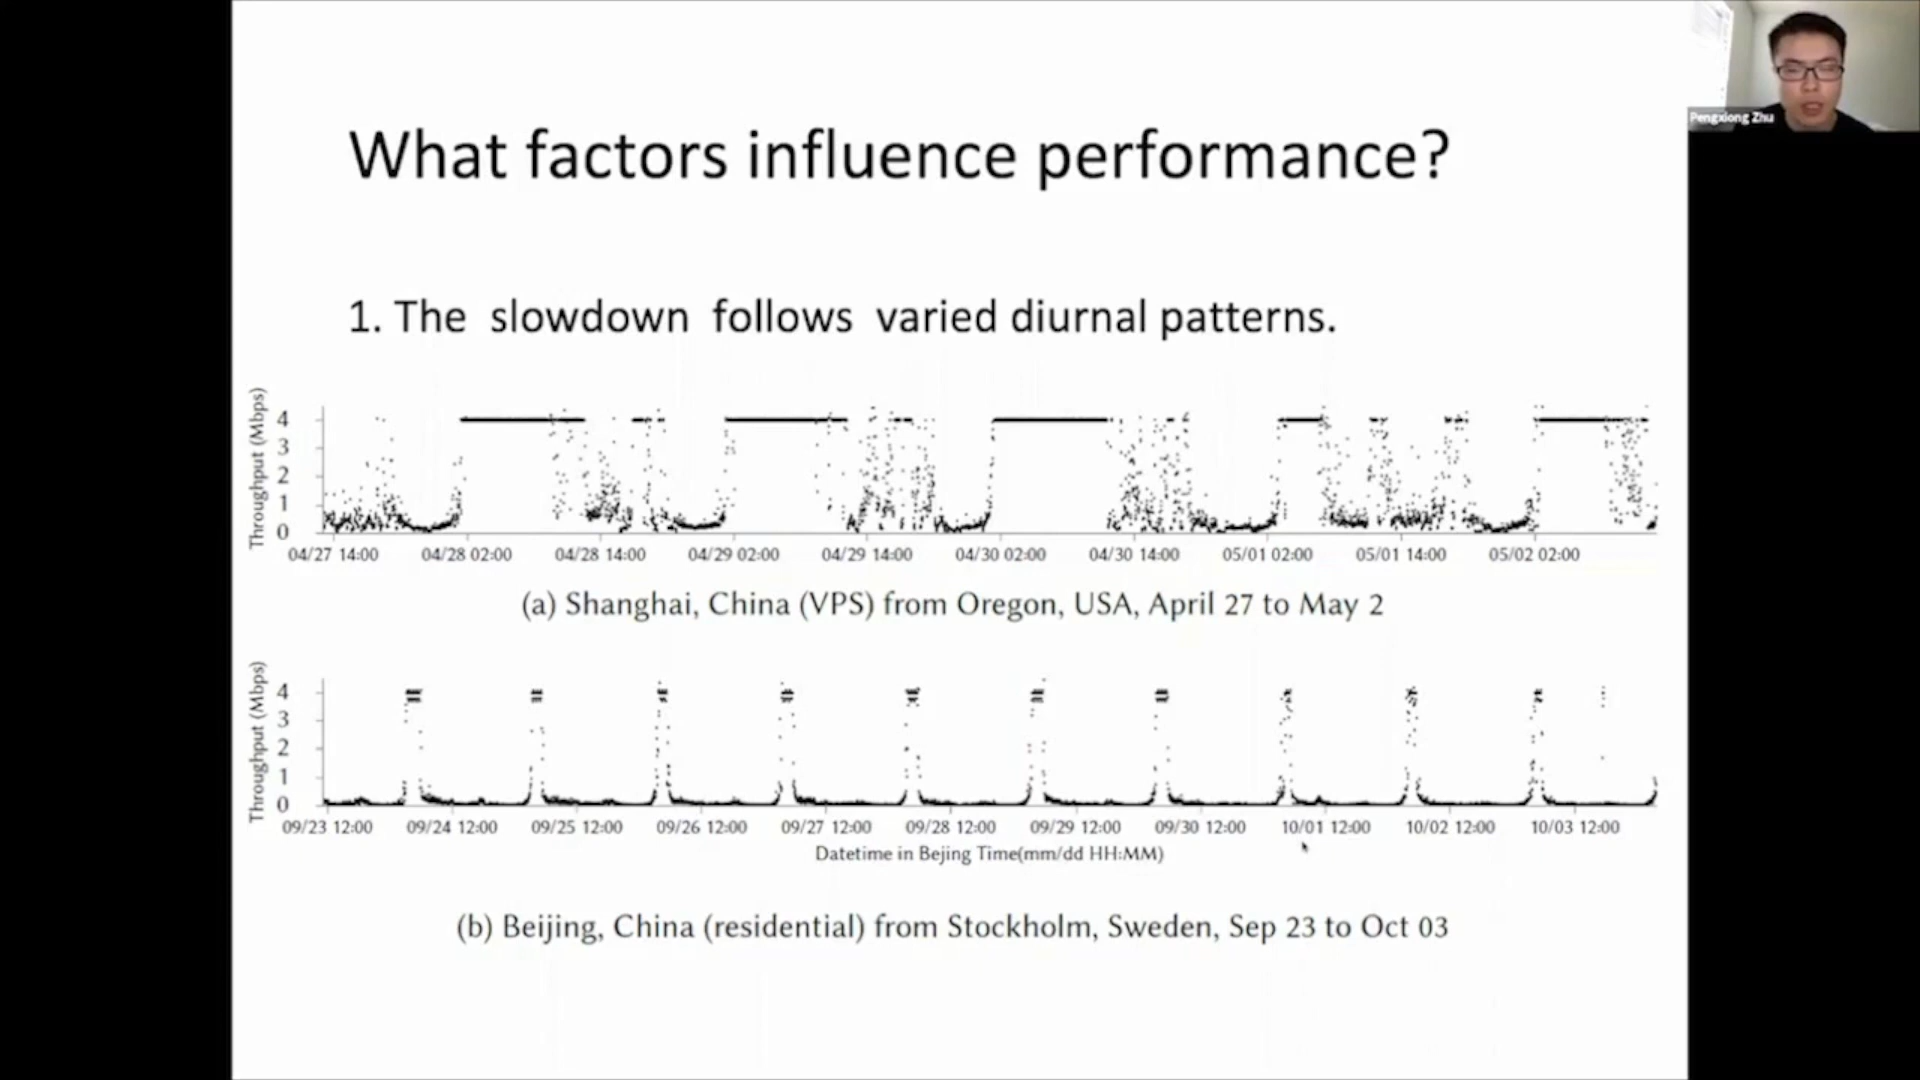 What factors influence performance?
Pengxiong Zhu
1. The slowdown follows varied diurnal patterns.
Throughput (Mbps)
4
3
2
1
0
04/27 14:00 04/28 02:00 04/28 14:00 04/29 02:00 04/29 14:00 04/30 02:00 04/30 14:00 05/01 02:00 05/01 14:00 05/02 02:00
(a) Shanghai, China (VPS) from Oregon, USA, April 27 to May 2
Throughput (Mbps)
4
3
2
1
0
09/23 12:00 09/24 12:00 09/25 12:00 09/26 12:00 09/27 12:00 09/28 12:00 09/29 12:00 09/30 12:00 10/01 12:00 10/02 12:00 10/03 12:00
Datetime in Bejing Time(mm/dd HH:MM)
(b) Beijing, China (residential) from Stockholm, Sweden, Sep 23 to Oct 03